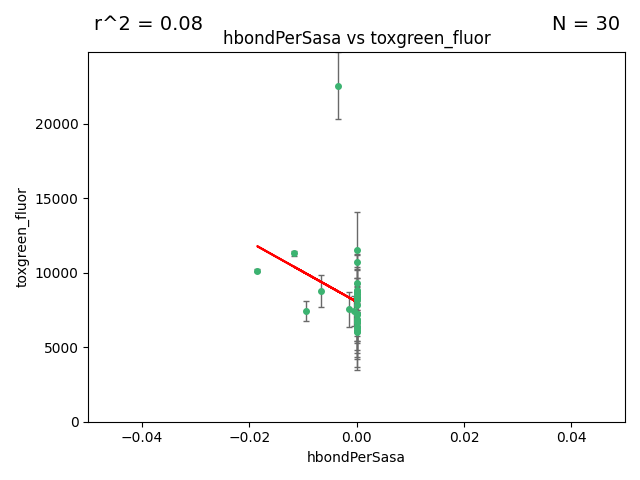 r^2 = 0.08
N = 30
hbondPerSasa vs toxgreen_fluor
toxgreen_fluor
20000
15000
10000
5000
0
−0.04
−0.02
0.00
0.02
0.04
hbondPerSasa